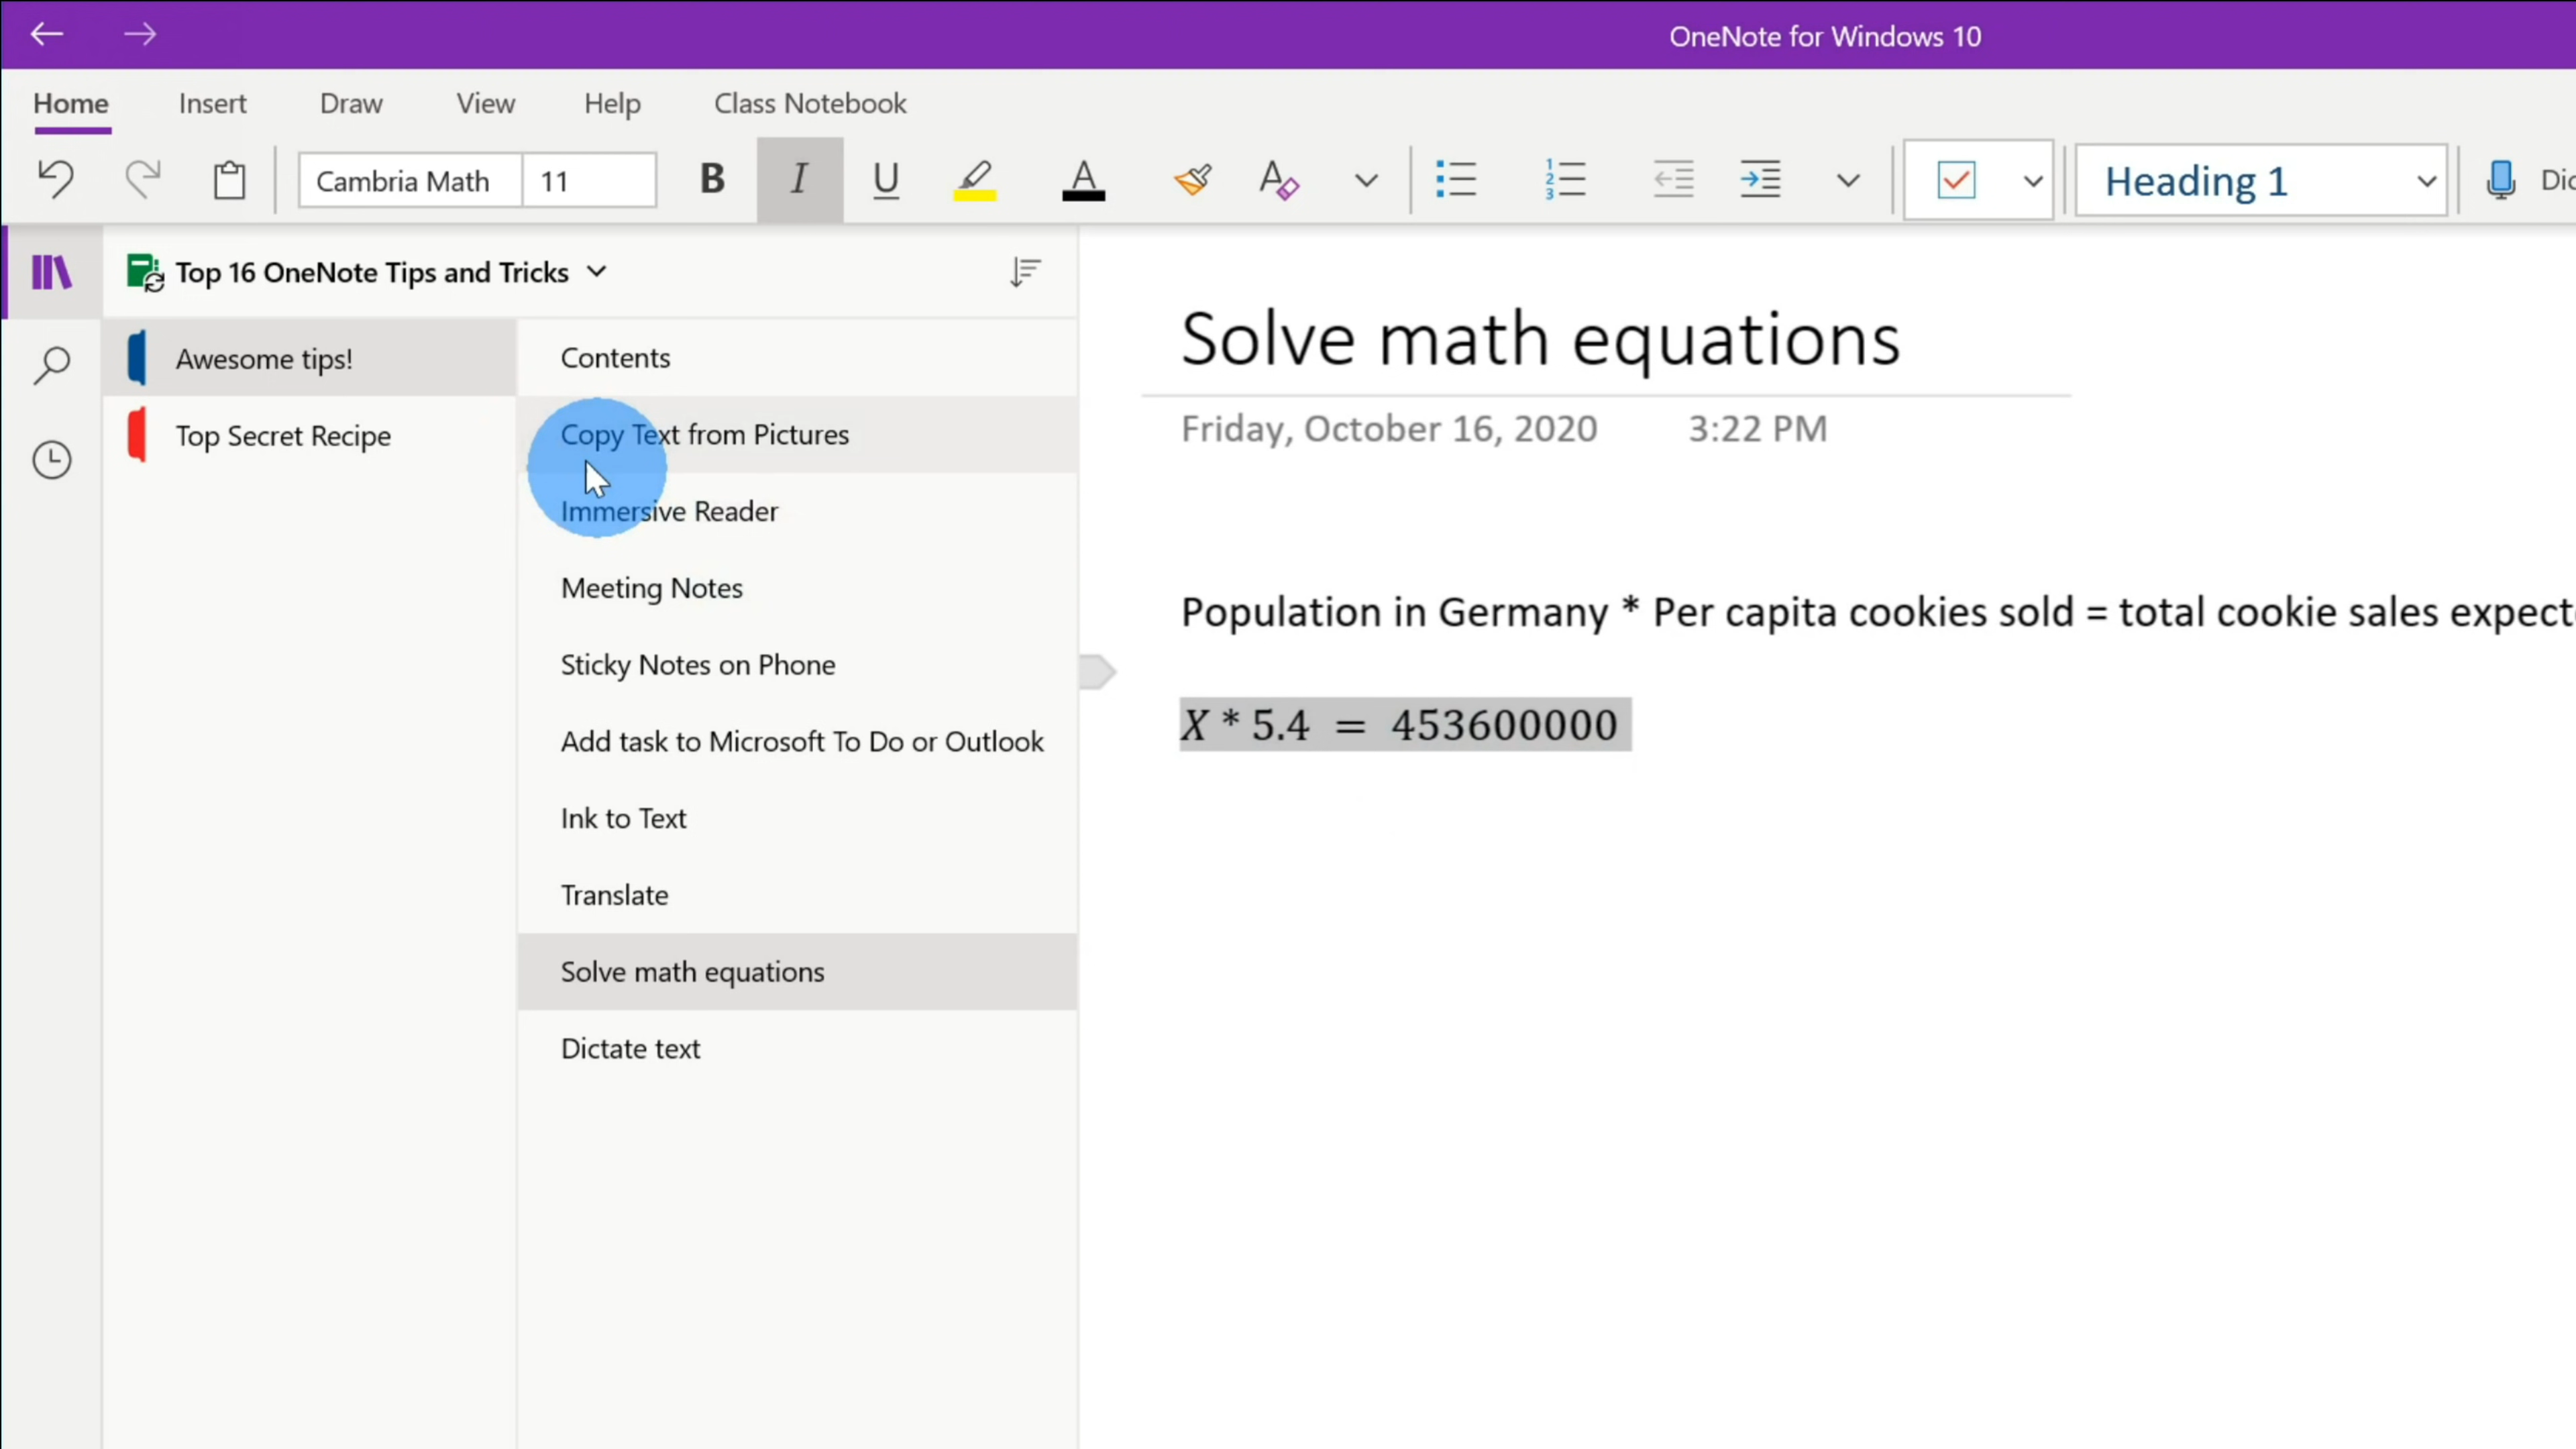 OneNote for Windows 10
Home Insert Draw View Help Class Notebook
Cambria Math 11 B I U A A Heading 1
Top 16 OneNote Tips and Tricks
Awesome tips!
Top Secret Recipe
Contents
Copy Text from Pictures
Immersive Reader
Meeting Notes
Sticky Notes on Phone
Add task to Microsoft To Do or Outlook
Ink to Text
Translate
Solve math equations
Dictate text
Solve math equations
Friday, October 16, 2020 3:22 PM
Population in Germany * Per capita cookies sold = total cookie sales
X * 5.4 = 453600000